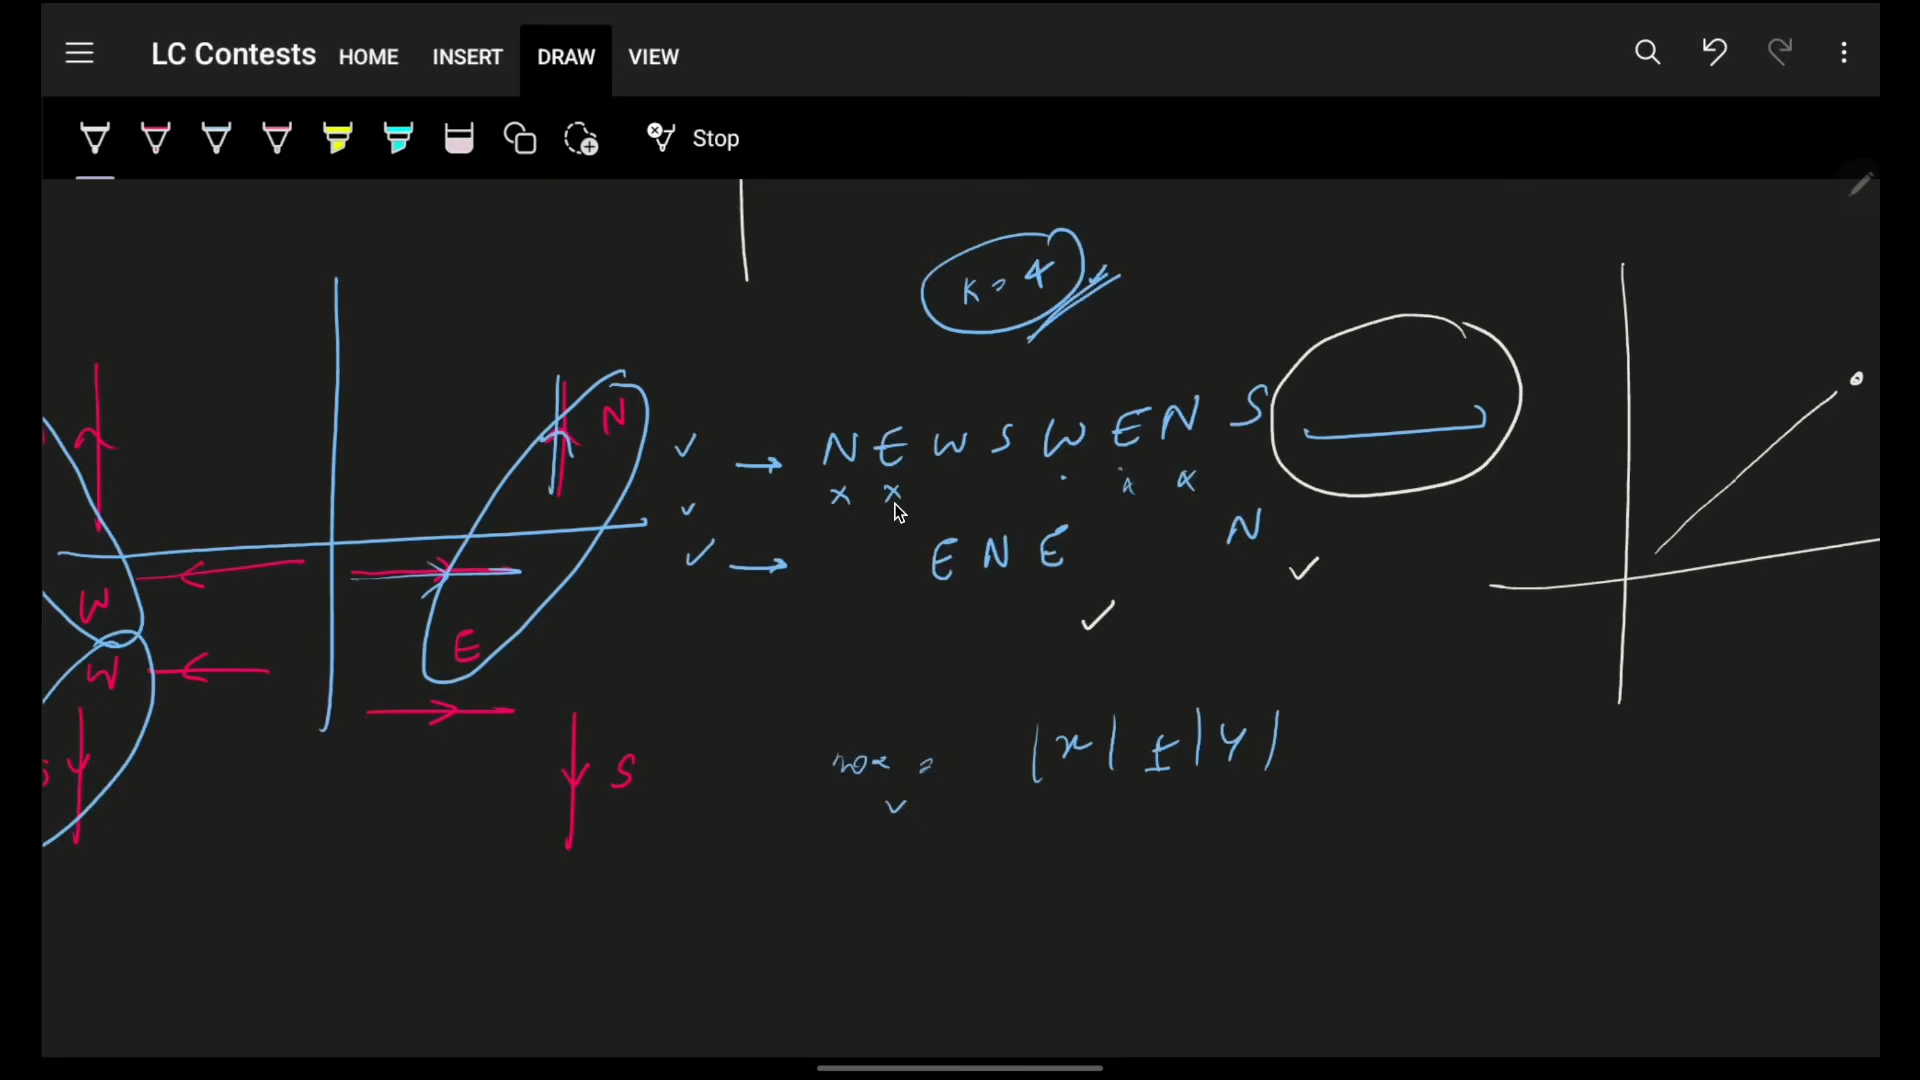 LC Contests HOME INSERT DRAW VIEW
Stop
K = 4
N
N E W S W E N S
x x
E N E N
W
E
W
S
|x| ± |y|